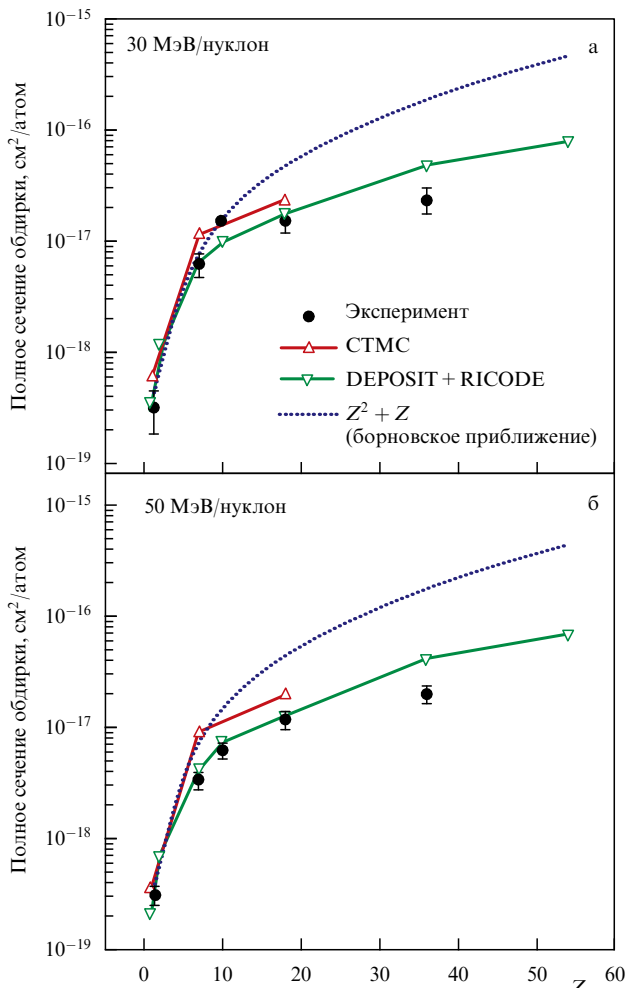 10⁻¹⁵
30 МэВ/нуклон
а
10⁻¹⁶
10⁻¹⁷
10⁻¹⁸
10⁻¹⁹
Полное сечение обдирки, см²/атом
Эксперимент
CTMC
DEPOSIT + RICODE
Z² + Z
(борновское приближение)
50 МэВ/нуклон
б
10⁻¹⁵
10⁻¹⁶
10⁻¹⁷
10⁻¹⁸
10⁻¹⁹
Полное сечение обдирки, см²/атом
0 10 20 30 40 50 60
Z